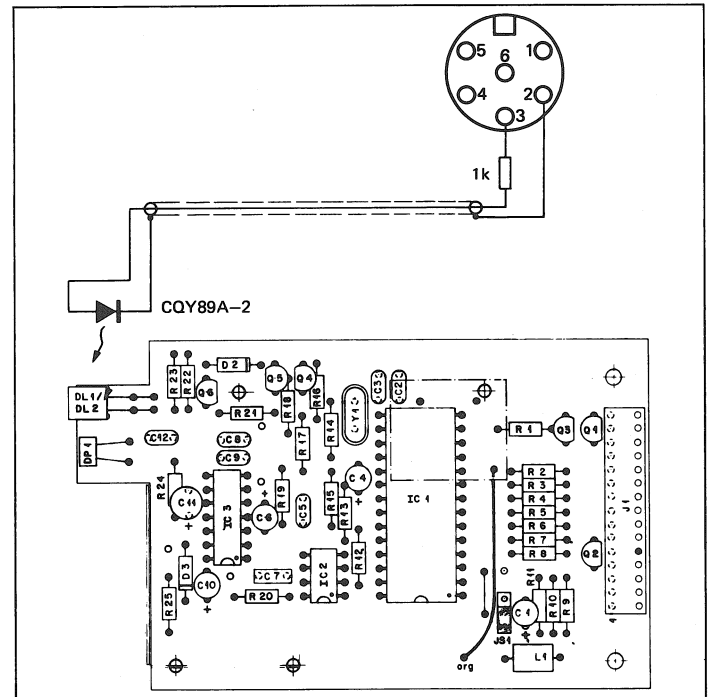 6
5 1
4 2
3
1k
CQY89A–2
D2
R23
R22
Q6
Q5
Q4
R18
R16
Y1
C3
C2
DL1/
DL2
R21
R17
R14
R1
Q3
Q1
DP1
C12
C8
C9
R24
C11
IC3
C6
R19
C5
R15
R13
C4
IC1
R2
R3
R4
R5
R6
R7
R8
J1
R12
D3
C10
C7
IC2
R25
R20
R11
R10
R9
C1
JS1
L1
org
+
+
+
+
+
1